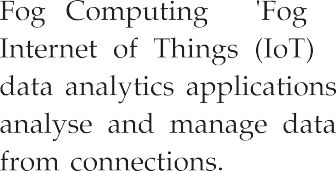 Fog Computing 'Fog
Internet of Things (IoT)
data analytics applications
analyse and manage data
from connections.